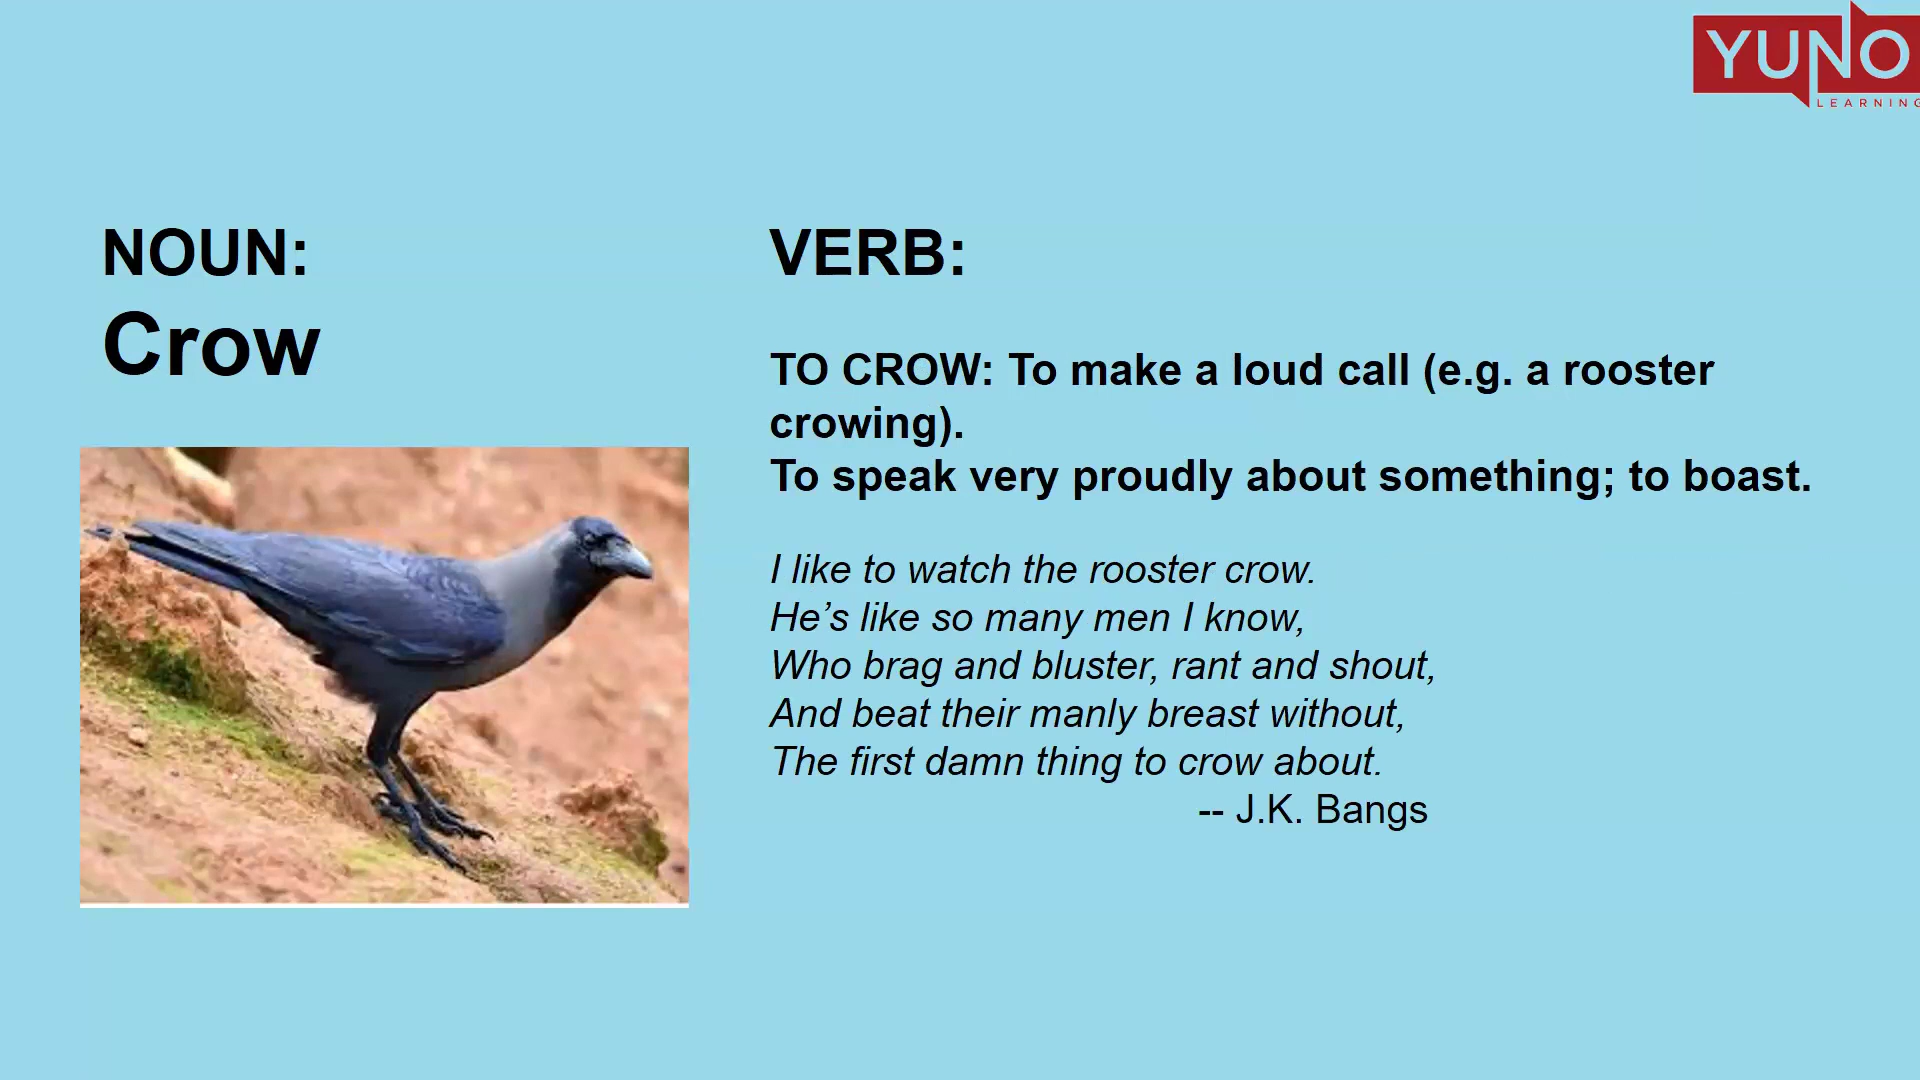 YUNO
LEARNING
NOUN:
Crow
VERB:
TO CROW: To make a loud call (e.g. a rooster
crowing).
To speak very proudly about something; to boast.
I like to watch the rooster crow.
He’s like so many men I know,
Who brag and bluster, rant and shout,
And beat their manly breast without,
The first damn thing to crow about.
-- J.K. Bangs